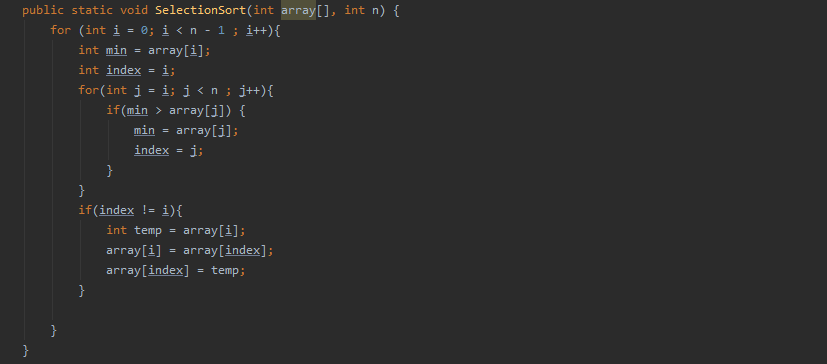 public static void SelectionSort(int array[], int n) {
for (int i = 0; i < n - 1 ; i++){
int min = array[i];
int index = i;
for(int j = i; j < n ; j++){
if(min > array[j]) {
min = array[j];
index = j;
}
}
if(index != i){
int temp = array[i];
array[i] = array[index];
array[index] = temp;
}
}
}